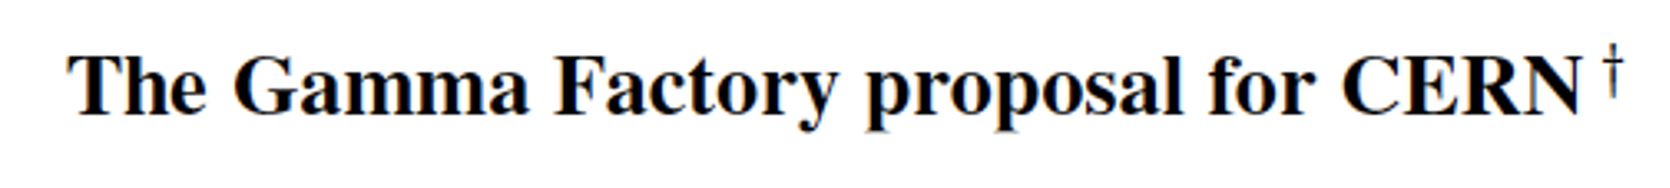 The Gamma Factory proposal for CERN †